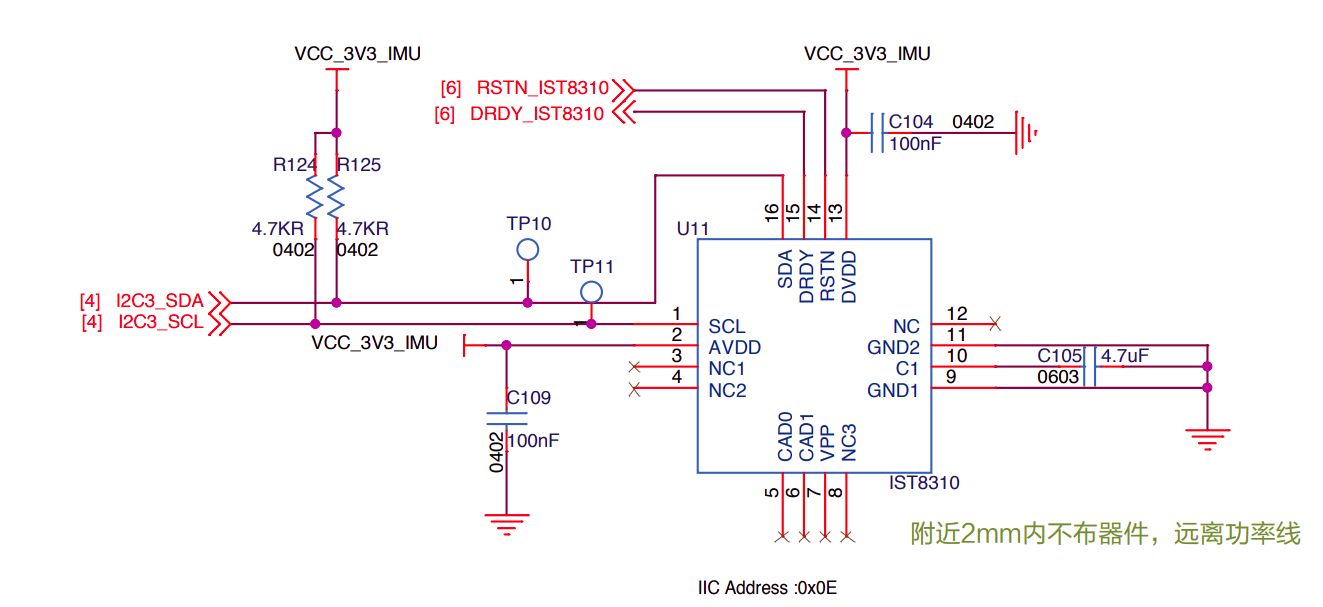 VCC_3V3_IMU
VCC_3V3_IMU
[6] RSTN_IST8310
[6] DRDY_IST8310
C104 0402
100nF
R124 R125
4.7KR 4.7KR
0402 0402
TP10
1
TP11
1
U11
16 15 14 13
SDA DRDY RSTN DVDD
[4] I2C3_SDA
[4] I2C3_SCL
VCC_3V3_IMU
1 SCL
2 AVDD
3 NC1
4 NC2
NC 12
GND2 11
C1 10
GND1 9
C105 4.7uF
0603
C109
100nF
0402
CAD0 CAD1 VPP NC3
5 6 7 8
IST8310
附近2mm内不布器件，远离功率线
IIC Address :0x0E